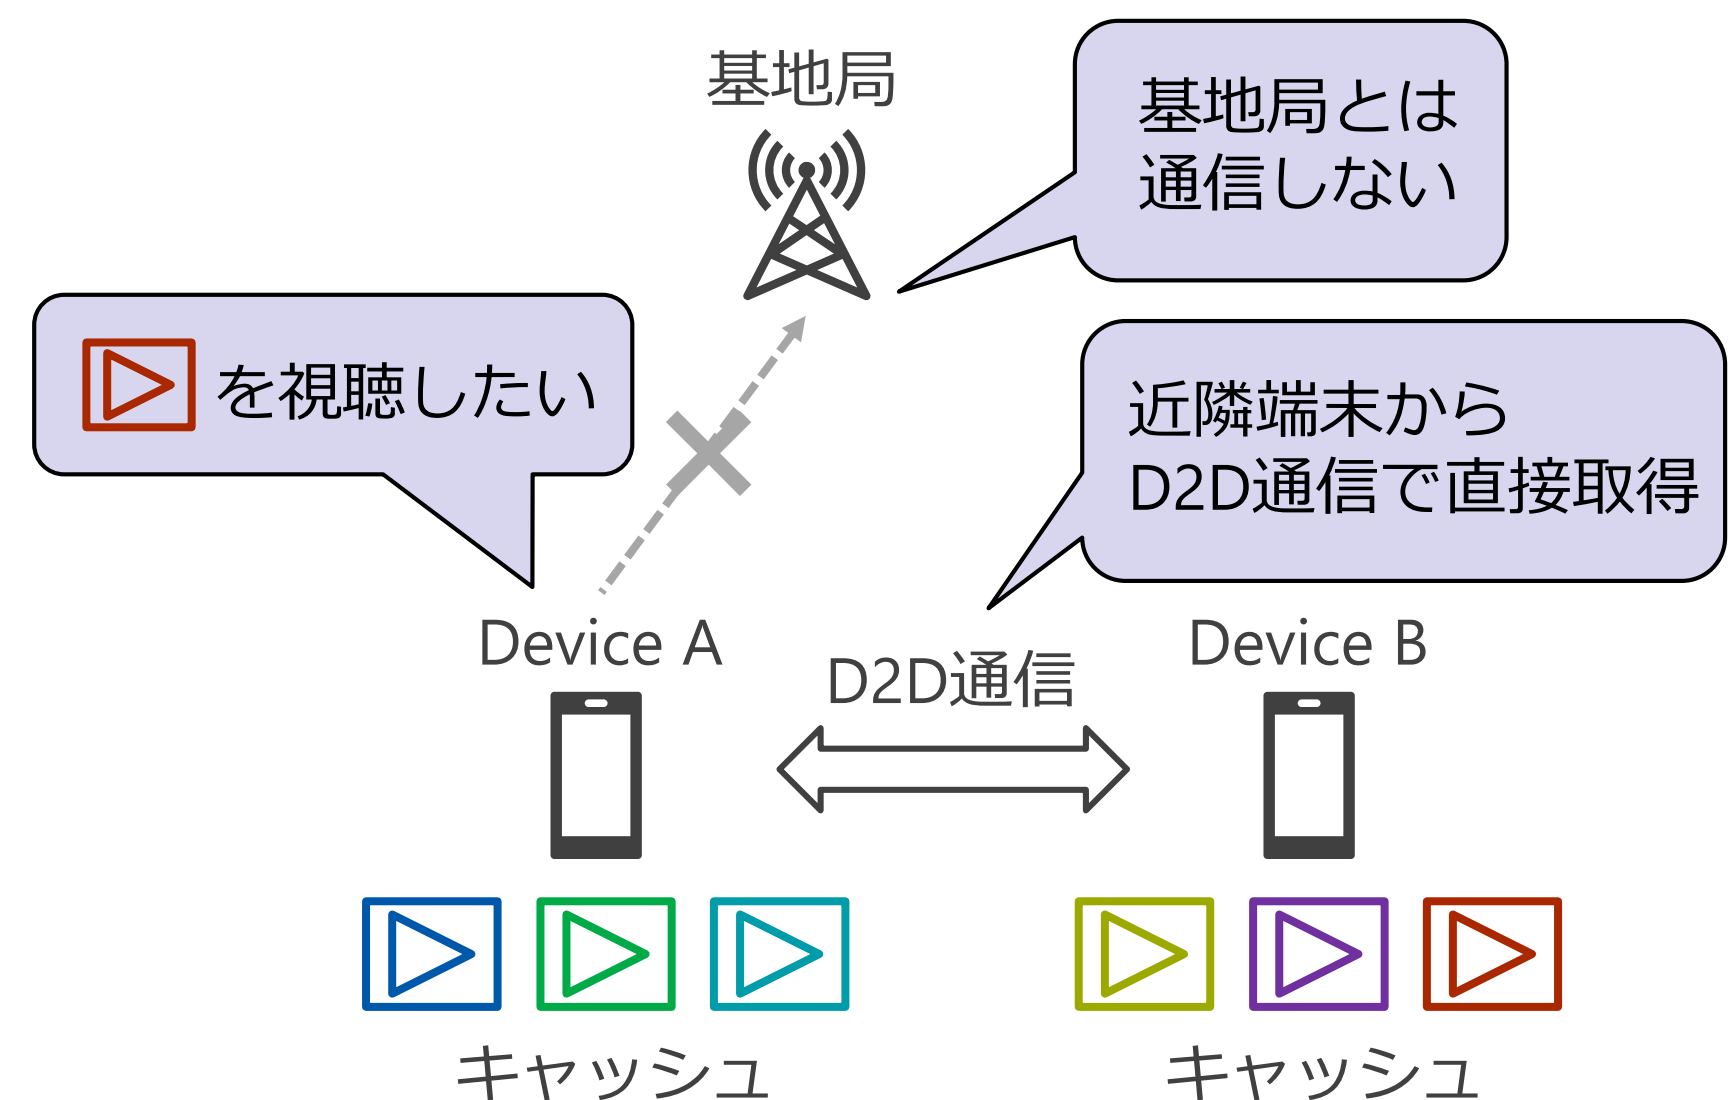 基地局
基地局とは
通信しない
を視聴したい
近隣端末から
D2D通信で直接取得
Device A
Device B
D2D通信
キャッシュ
キャッシュ